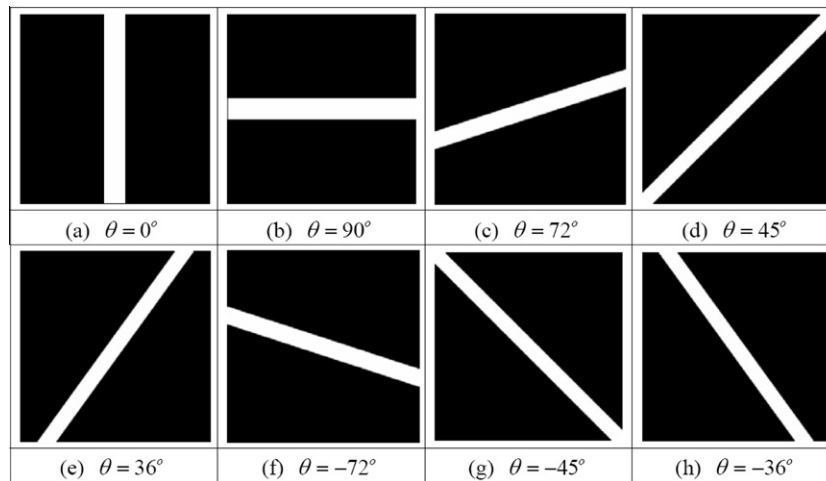 (a) θ = 0°
(b) θ = 90°
(c) θ = 72°
(d) θ = 45°
(e) θ = 36°
(f) θ = −72°
(g) θ = −45°
(h) θ = −36°